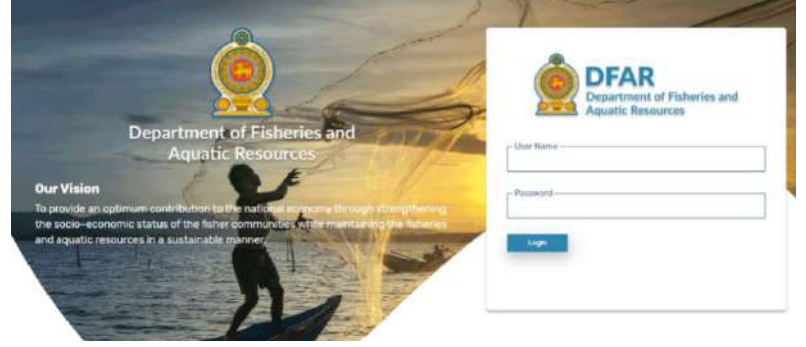 Department of Fisheries and
Aquatic Resources
Our Vision
To provide an optimum contribution to the national economy through strengthening
the socio-economic status of the fisher communities while maintaining the fisheries
and aquatic resources in a sustainable manner.
DFAR
Department of Fisheries and
Aquatic Resources
User Name
Password
Login